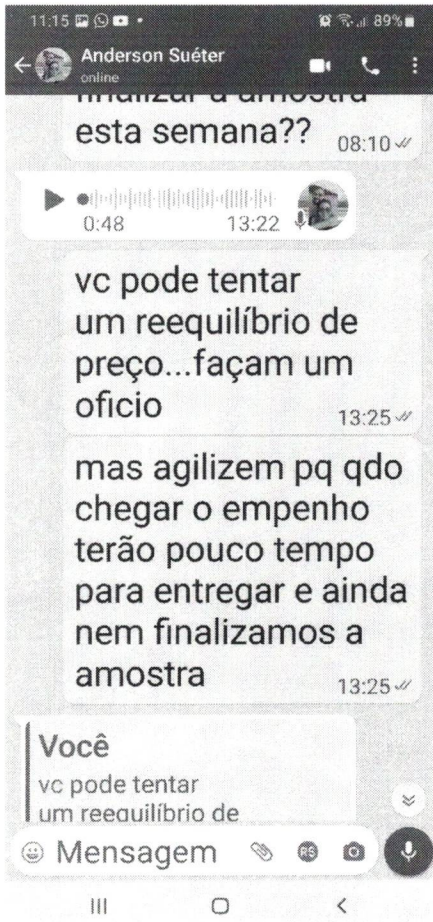 11:15
89%
Anderson Suéter
online
finalizar a amostra
esta semana?? 08:10
0:48 13:22
vc pode tentar
um reequilíbrio de
preço...façam um
oficio
13:25
mas agilizem pq qdo
chegar o empenho
terão pouco tempo
para entregar e ainda
nem finalizamos a
amostra
13:25
Você
vc pode tentar
um reequilíbrio de
Mensagem